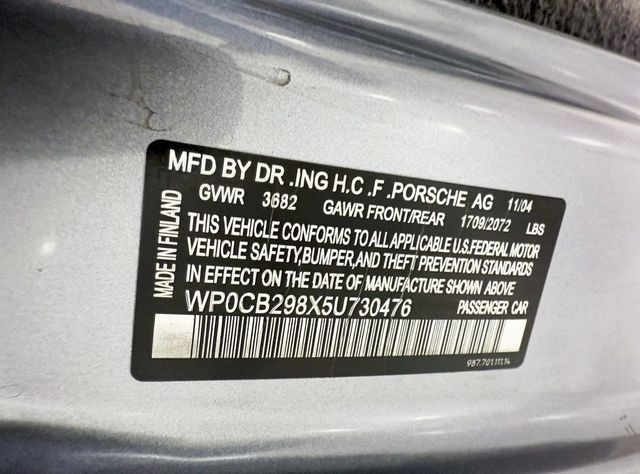 MFD BY DR .ING H.C .F .PORSCHE AG 11/04
GVWR 3682 GAWR FRONT/REAR 1709/2072 LBS
MADE IN FINLAND
THIS VEHICLE CONFORMS TO ALL APPLICABLE U.S.FEDERAL MOTOR
VEHICLE SAFETY,BUMPER,AND THEFT PREVENTION STANDARDS
IN EFFECT ON THE DATE OF MANUFACTURE SHOWN ABOVE
WP0CB298X5U730476 PASSENGER CAR
987.701.111.14